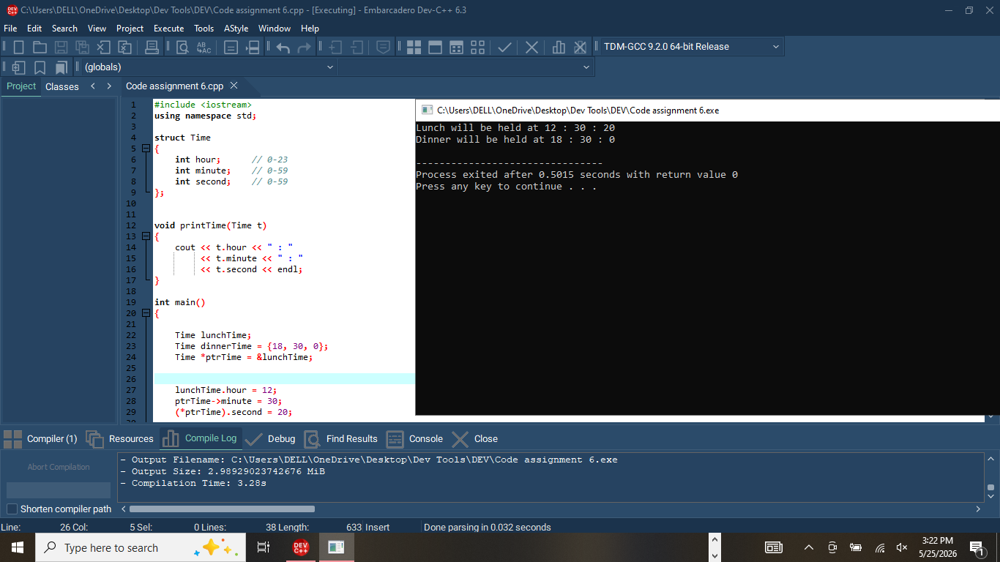 C:\Users\DELL\OneDrive\Desktop\Dev Tools\DEV\Code assignment 6.cpp - [Executing] - Embarcadero Dev-C++ 6.3
File Edit Search View Project Execute Tools AStyle Window Help
TDM-GCC 9.2.0 64-bit Release
(globals)
Project Classes
Code assignment 6.cpp
1 #include <iostream>
2 using namespace std;
3
4 struct Time
5 {
6 int hour; // 0-23
7 int minute; // 0-59
8 int second; // 0-59
9 };
10
11
12 void printTime(Time t)
13 {
14 cout << t.hour << " : "
15 << t.minute << " : "
16 << t.second << endl;
17 }
18
19 int main()
20 {
21
22 Time lunchTime;
23 Time dinnerTime = {18, 30, 0};
24 Time *ptrTime = &lunchTime;
25
26
27 lunchTime.hour = 12;
28 ptrTime->minute = 30;
29 (*ptrTime).second = 20;
C:\Users\DELL\OneDrive\Desktop\Dev Tools\DEV\Code assignment 6.exe
Lunch will be held at 12 : 30 : 20
Dinner will be held at 18 : 30 : 0
--------------------------------
Process exited after 0.5015 seconds with return value 0
Press any key to continue . . .
Compiler (1) Resources Compile Log Debug Find Results Console Close
Abort Compilation
Shorten compiler path
- Output Filename: C:\Users\DELL\OneDrive\Desktop\Dev Tools\DEV\Code assignment 6.exe
- Output Size: 2.98929023742676 MiB
- Compilation Time: 3.28s
Line: 26 Col: 5 Sel: 0 Lines: 38 Length: 633 Insert Done parsing in 0.032 seconds
Type here to search
DEV C++
3:22 PM
5/25/2026
1